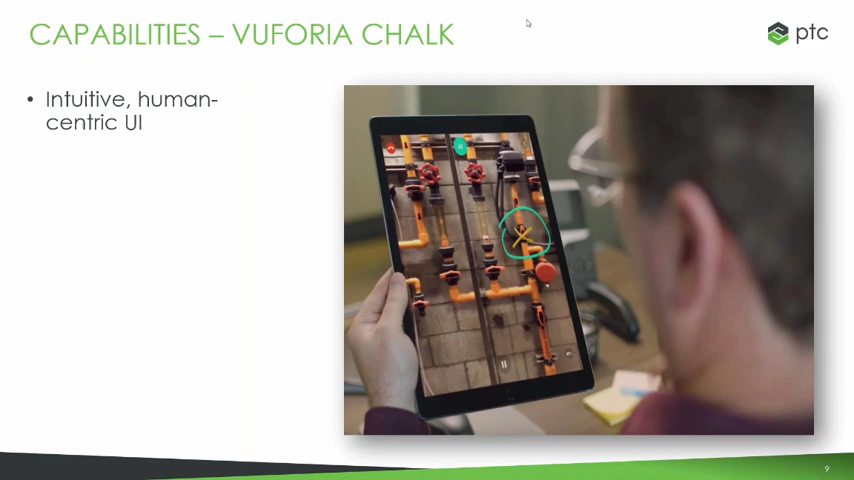 CAPABILITIES – VUFORIA CHALK
ptc
• Intuitive, human-
centric UI
9